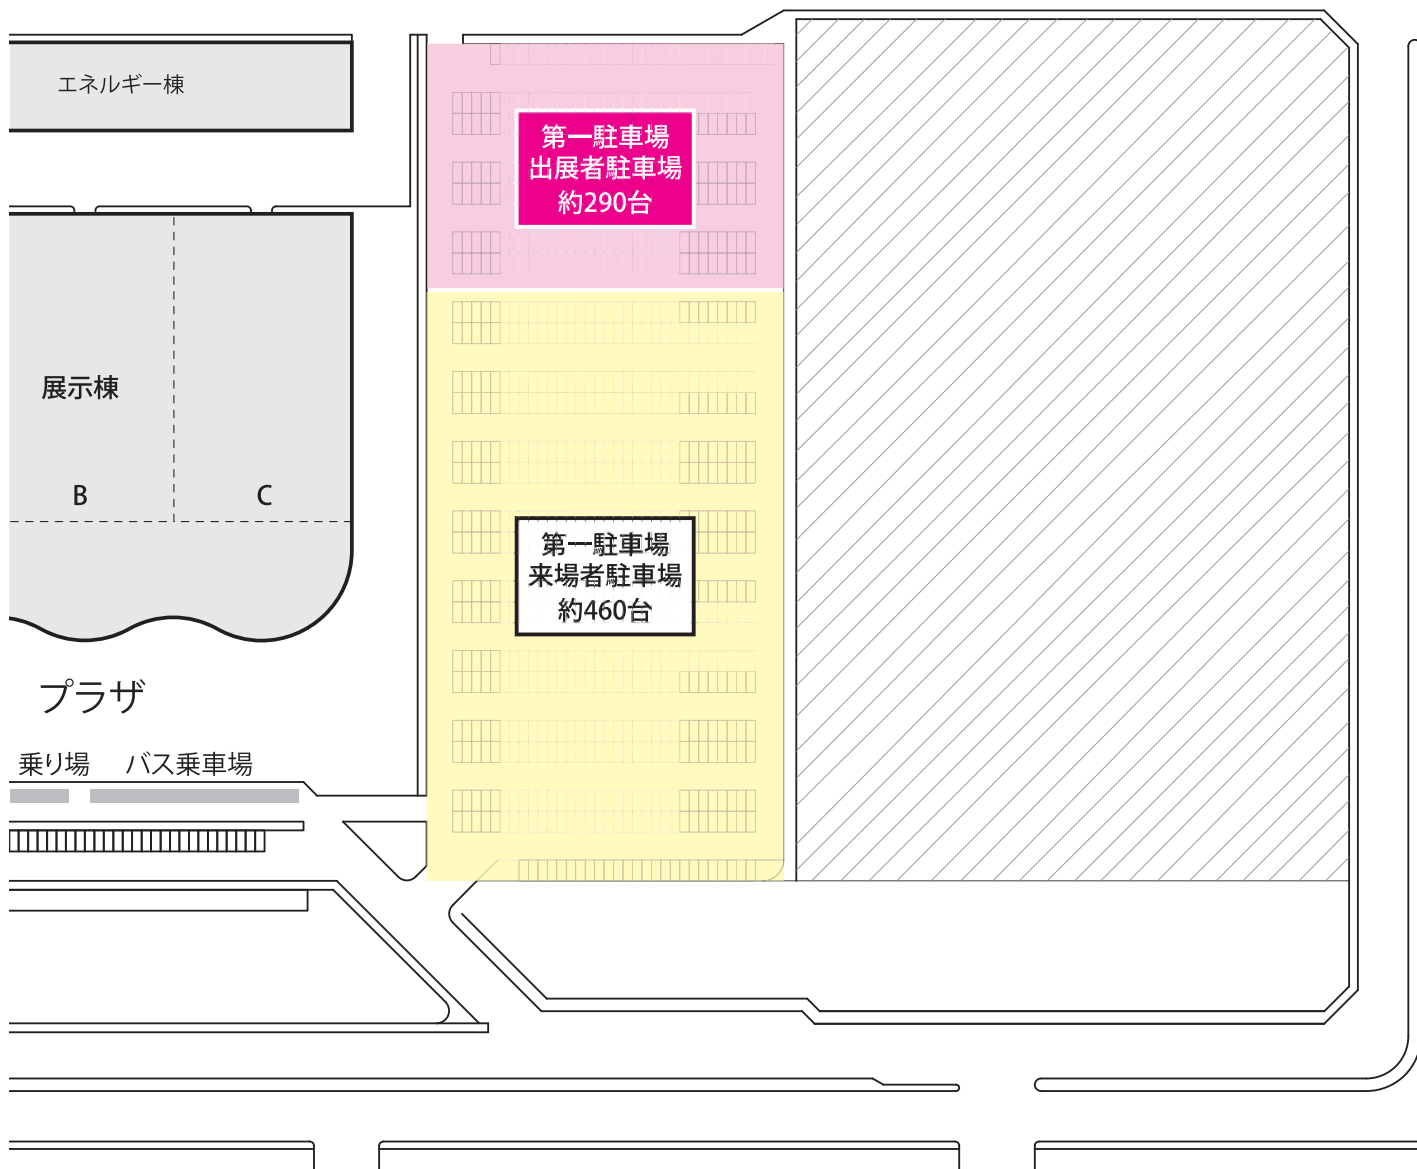 エネルギー棟
第一駐車場
出展者駐車場
約290台
展示棟
B
C
第一駐車場
来場者駐車場
約460台
プラザ
乗り場
バス乗車場